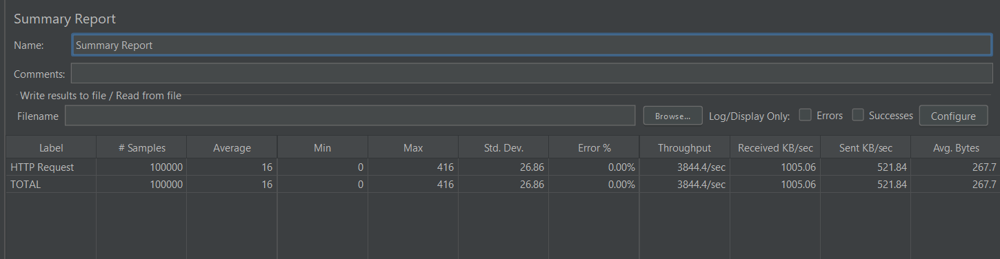 Summary Report
Name: Summary Report
Comments:
Write results to file / Read from file
Filename Browse... Log/Display Only: Errors Successes Configure
Label # Samples Average Min Max Std. Dev. Error % Throughput Received KB/sec Sent KB/sec Avg. Bytes
HTTP Request 100000 16 0 416 26.86 0.00% 3844.4/sec 1005.06 521.84 267.7
TOTAL 100000 16 0 416 26.86 0.00% 3844.4/sec 1005.06 521.84 267.7